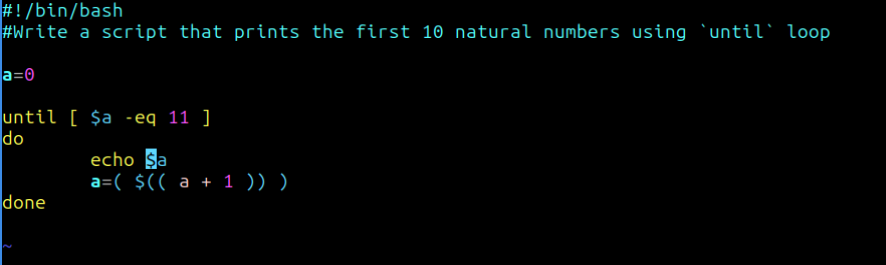 #!/bin/bash
#Write a script that prints the first 10 natural numbers using `until` loop
a=0
until [ $a -eq 11 ]
do
echo $a
a=( $(( a + 1 )) )
done
~